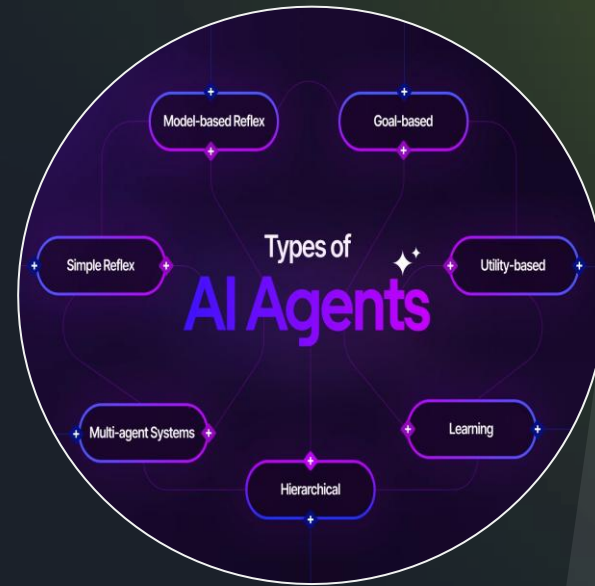 Model-based Reflex
Goal-based
Types of
AI Agents
Simple Reflex
Utility-based
Multi-agent Systems
Learning
Hierarchical